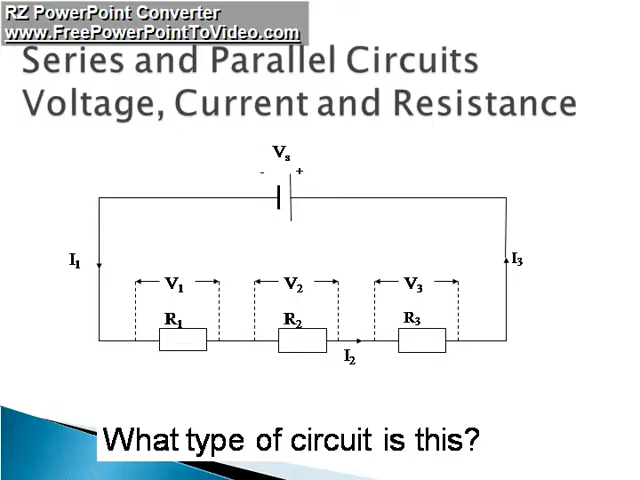 RZ PowerPoint Converter
www.FreePowerPointToVideo.com
Series and Parallel Circuits
Voltage, Current and Resistance
Vs
- +
I1
I3
V1 V2 V3
R1 R2 R3
I2
What type of circuit is this?